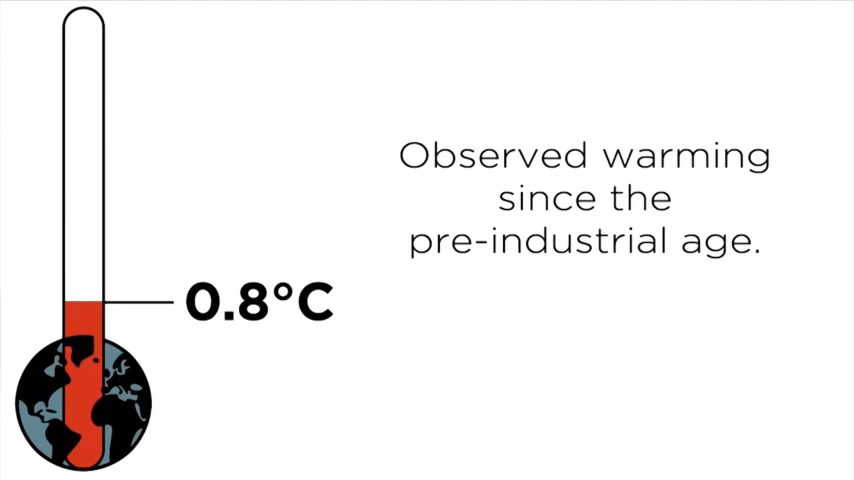 Observed warming
since the
pre-industrial age.
0.8°C